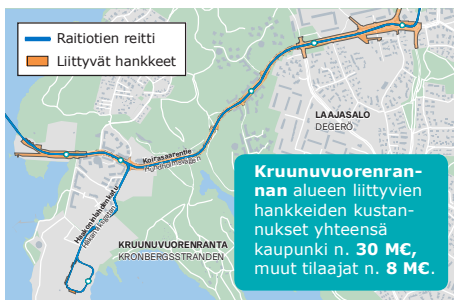 Raitiotien reitti
Liittyvät hankkeet
LAAJASALO
DEGERÖ
Koirasaarentie
Hundholmsvägen
Haakoninlahdenkatu
KRUUNUVUORENRANTA
KRONBERGSSTRANDEN
Kruunuvuorenran-
nan alueen liittyvien
hankkeiden kustan-
nukset yhteensä
kaupunki n. 30 M€,
muut tilaajat n. 8 M€.